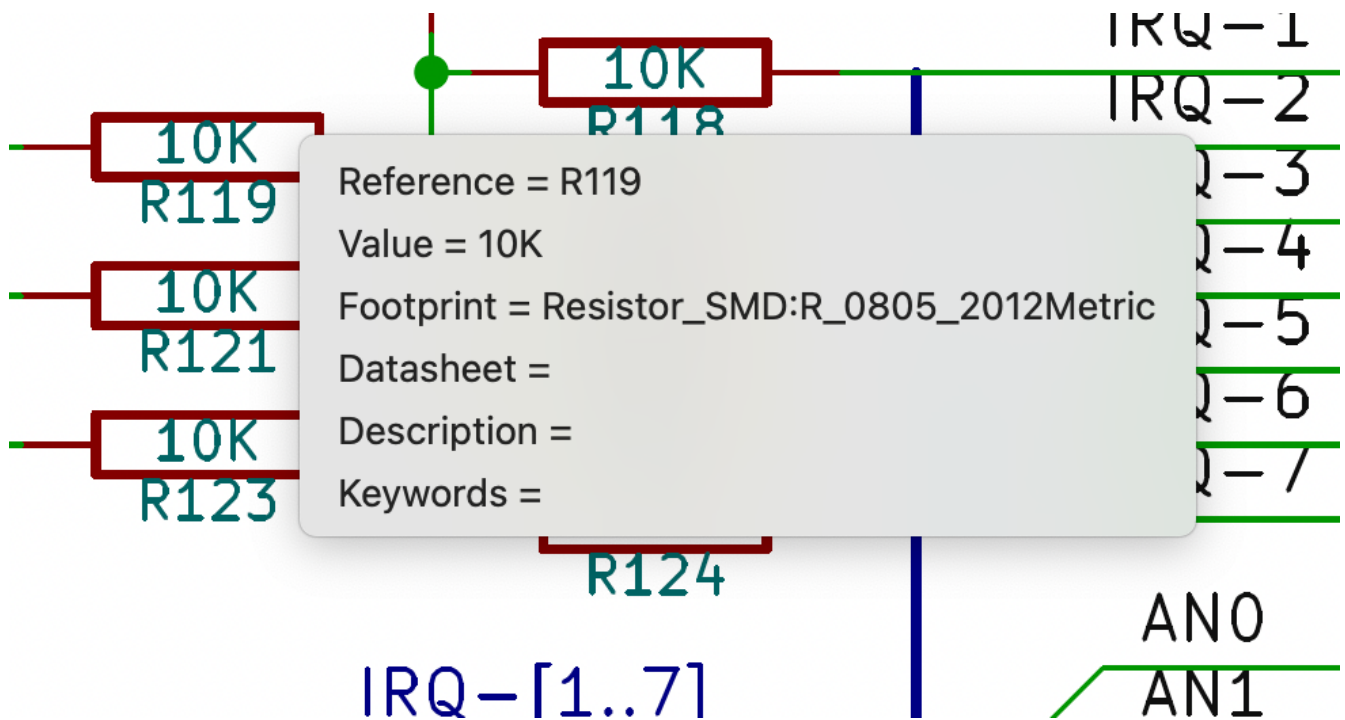 IRQ-1
10K
IRQ-2
R118
10K
R119
Reference = R119
Value = 10K
Footprint = Resistor_SMD:R_0805_2012Metric
Datasheet =
Description =
Keywords =
Q-3
Q-4
Q-5
Q-6
Q-7
10K
R121
10K
R123
R124
AN0
IRQ-[1..7]
AN1